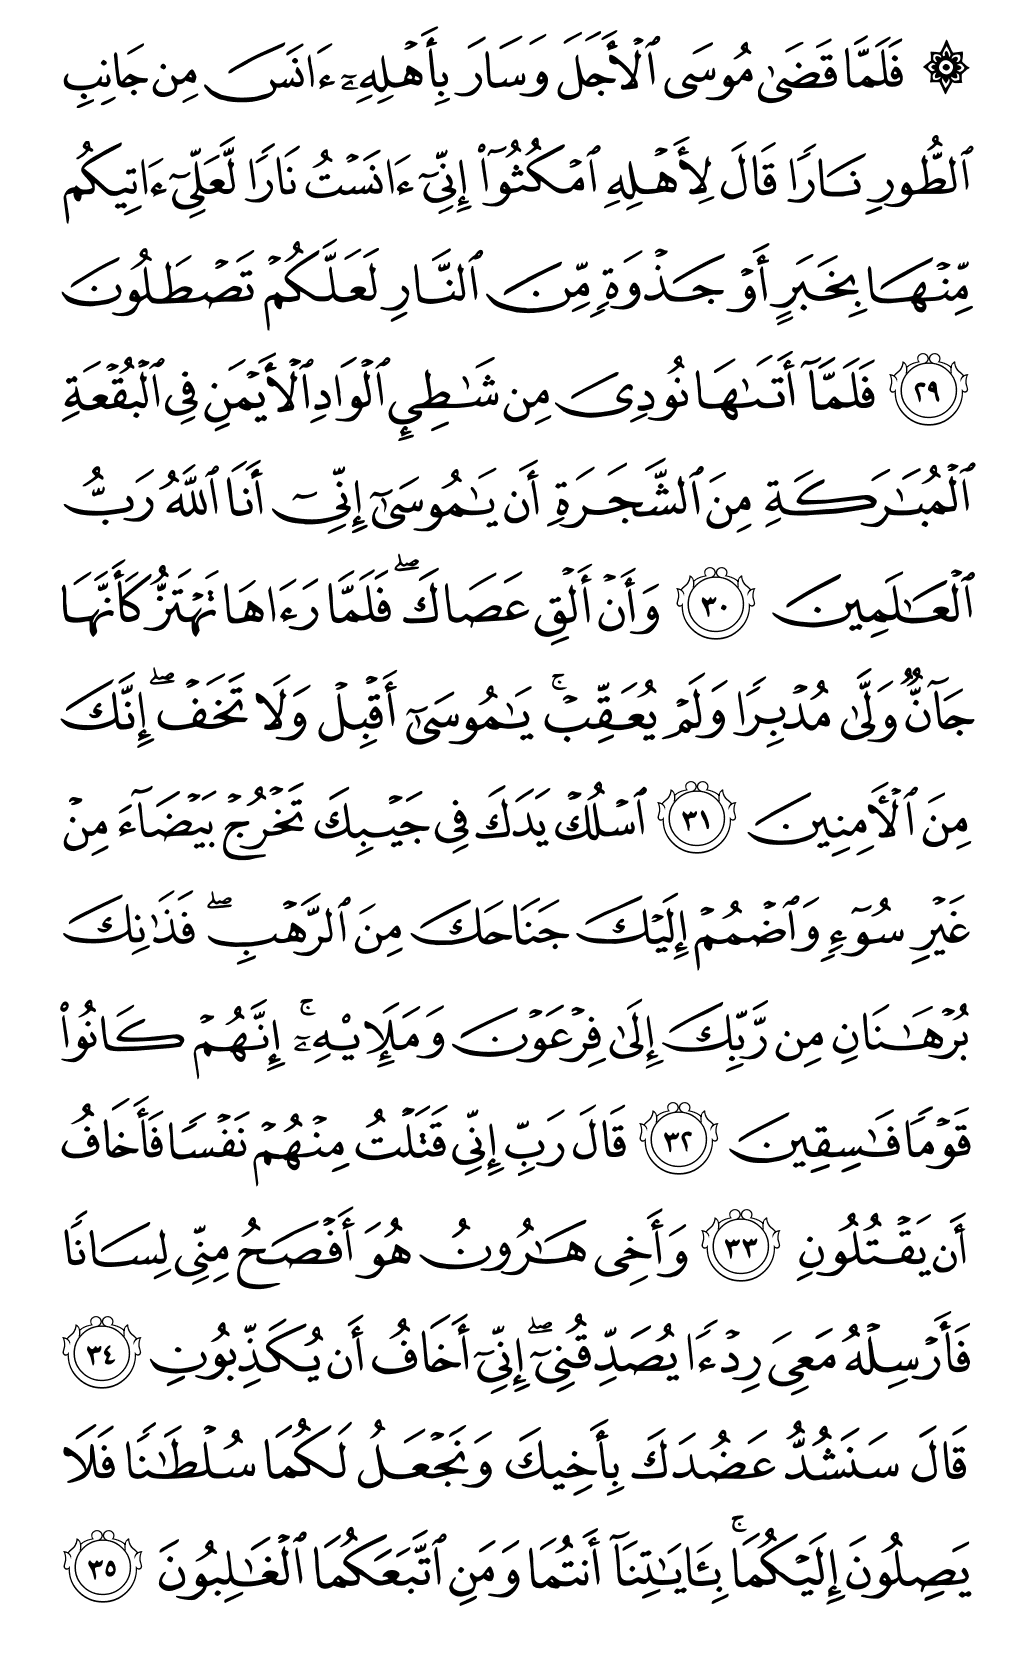 ۞ فَلَمَّا قَضَىٰ مُوسَى ٱلْأَجَلَ وَسَارَ بِأَهْلِهِۦٓ ءَانَسَ مِن جَانِبِ
ٱلطُّورِ نَارًا قَالَ لِأَهْلِهِ ٱمْكُثُوٓا۟ إِنِّىٓ ءَانَسْتُ نَارًا لَّعَلِّىٓ ءَاتِيكُم
مِّنْهَا بِخَبَرٍ أَوْ جَذْوَةٍ مِّنَ ٱلنَّارِ لَعَلَّكُمْ تَصْطَلُونَ
٢٩ فَلَمَّآ أَتَىٰهَا نُودِىَ مِن شَـٰطِئِ ٱلْوَادِ ٱلْأَيْمَنِ فِى ٱلْبُقْعَةِ
ٱلْمُبَـٰرَكَةِ مِنَ ٱلشَّجَرَةِ أَن يَـٰمُوسَىٰٓ إِنِّىٓ أَنَا ٱللَّهُ رَبُّ
ٱلْعَـٰلَمِينَ ٣٠ وَأَنْ أَلْقِ عَصَاكَ ۖ فَلَمَّا رَءَاهَا تَهْتَزُّ كَأَنَّهَا
جَآنٌّ وَلَّىٰ مُدْبِرًا وَلَمْ يُعَقِّبْ ۚ يَـٰمُوسَىٰٓ أَقْبِلْ وَلَا تَخَفْ ۖ إِنَّكَ
مِنَ ٱلْـَٔامِنِينَ ٣١ ٱسْلُكْ يَدَكَ فِى جَيْبِكَ تَخْرُجْ بَيْضَآءَ مِنْ
غَيْرِ سُوٓءٍ وَٱضْمُمْ إِلَيْكَ جَنَاحَكَ مِنَ ٱلرَّهْبِ ۖ فَذَٰنِكَ
بُرْهَـٰنَانِ مِن رَّبِّكَ إِلَىٰ فِرْعَوْنَ وَمَلَإِي۟هِۦٓ ۚ إِنَّهُمْ كَانُوا۟
قَوْمًا فَـٰسِقِينَ ٣٢ قَالَ رَبِّ إِنِّى قَتَلْتُ مِنْهُمْ نَفْسًا فَأَخَافُ
أَن يَقْتُلُونِ ٣٣ وَأَخِى هَـٰرُونُ هُوَ أَفْصَحُ مِنِّى لِسَانًا
فَأَرْسِلْهُ مَعِىَ رِدْءًا يُصَدِّقُنِىٓ ۖ إِنِّىٓ أَخَافُ أَن يُكَذِّبُونِ ٣٤
قَالَ سَنَشُدُّ عَضُدَكَ بِأَخِيكَ وَنَجْعَلُ لَكُمَا سُلْطَـٰنًا فَلَا
يَصِلُونَ إِلَيْكُمَا ۚ بِـَٔايَـٰتِنَآ أَنتُمَا وَمَنِ ٱتَّبَعَكُمَا ٱلْغَـٰلِبُونَ ٣٥